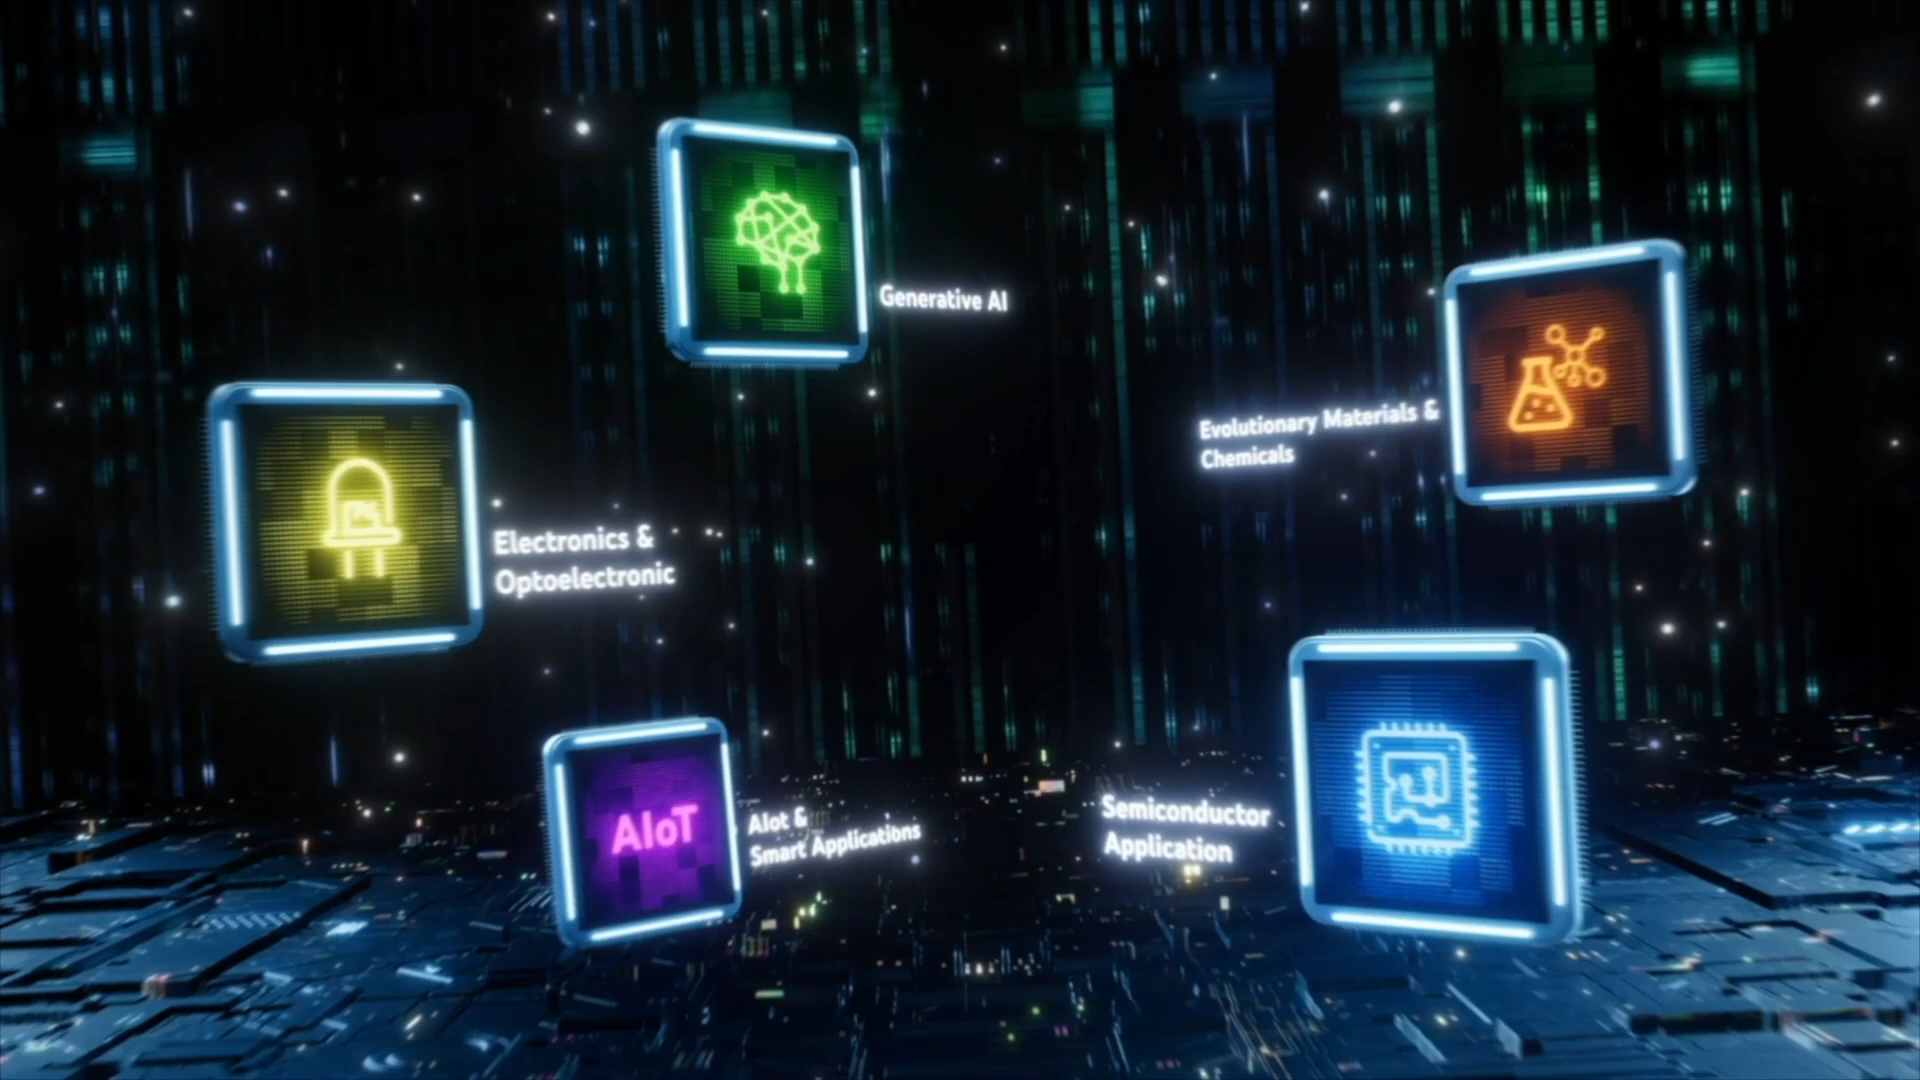 Generative AI
Evolutionary Materials &
Chemicals
Electronics &
Optoelectronic
AIoT
AIot &
Smart Applications
Semiconductor
Application